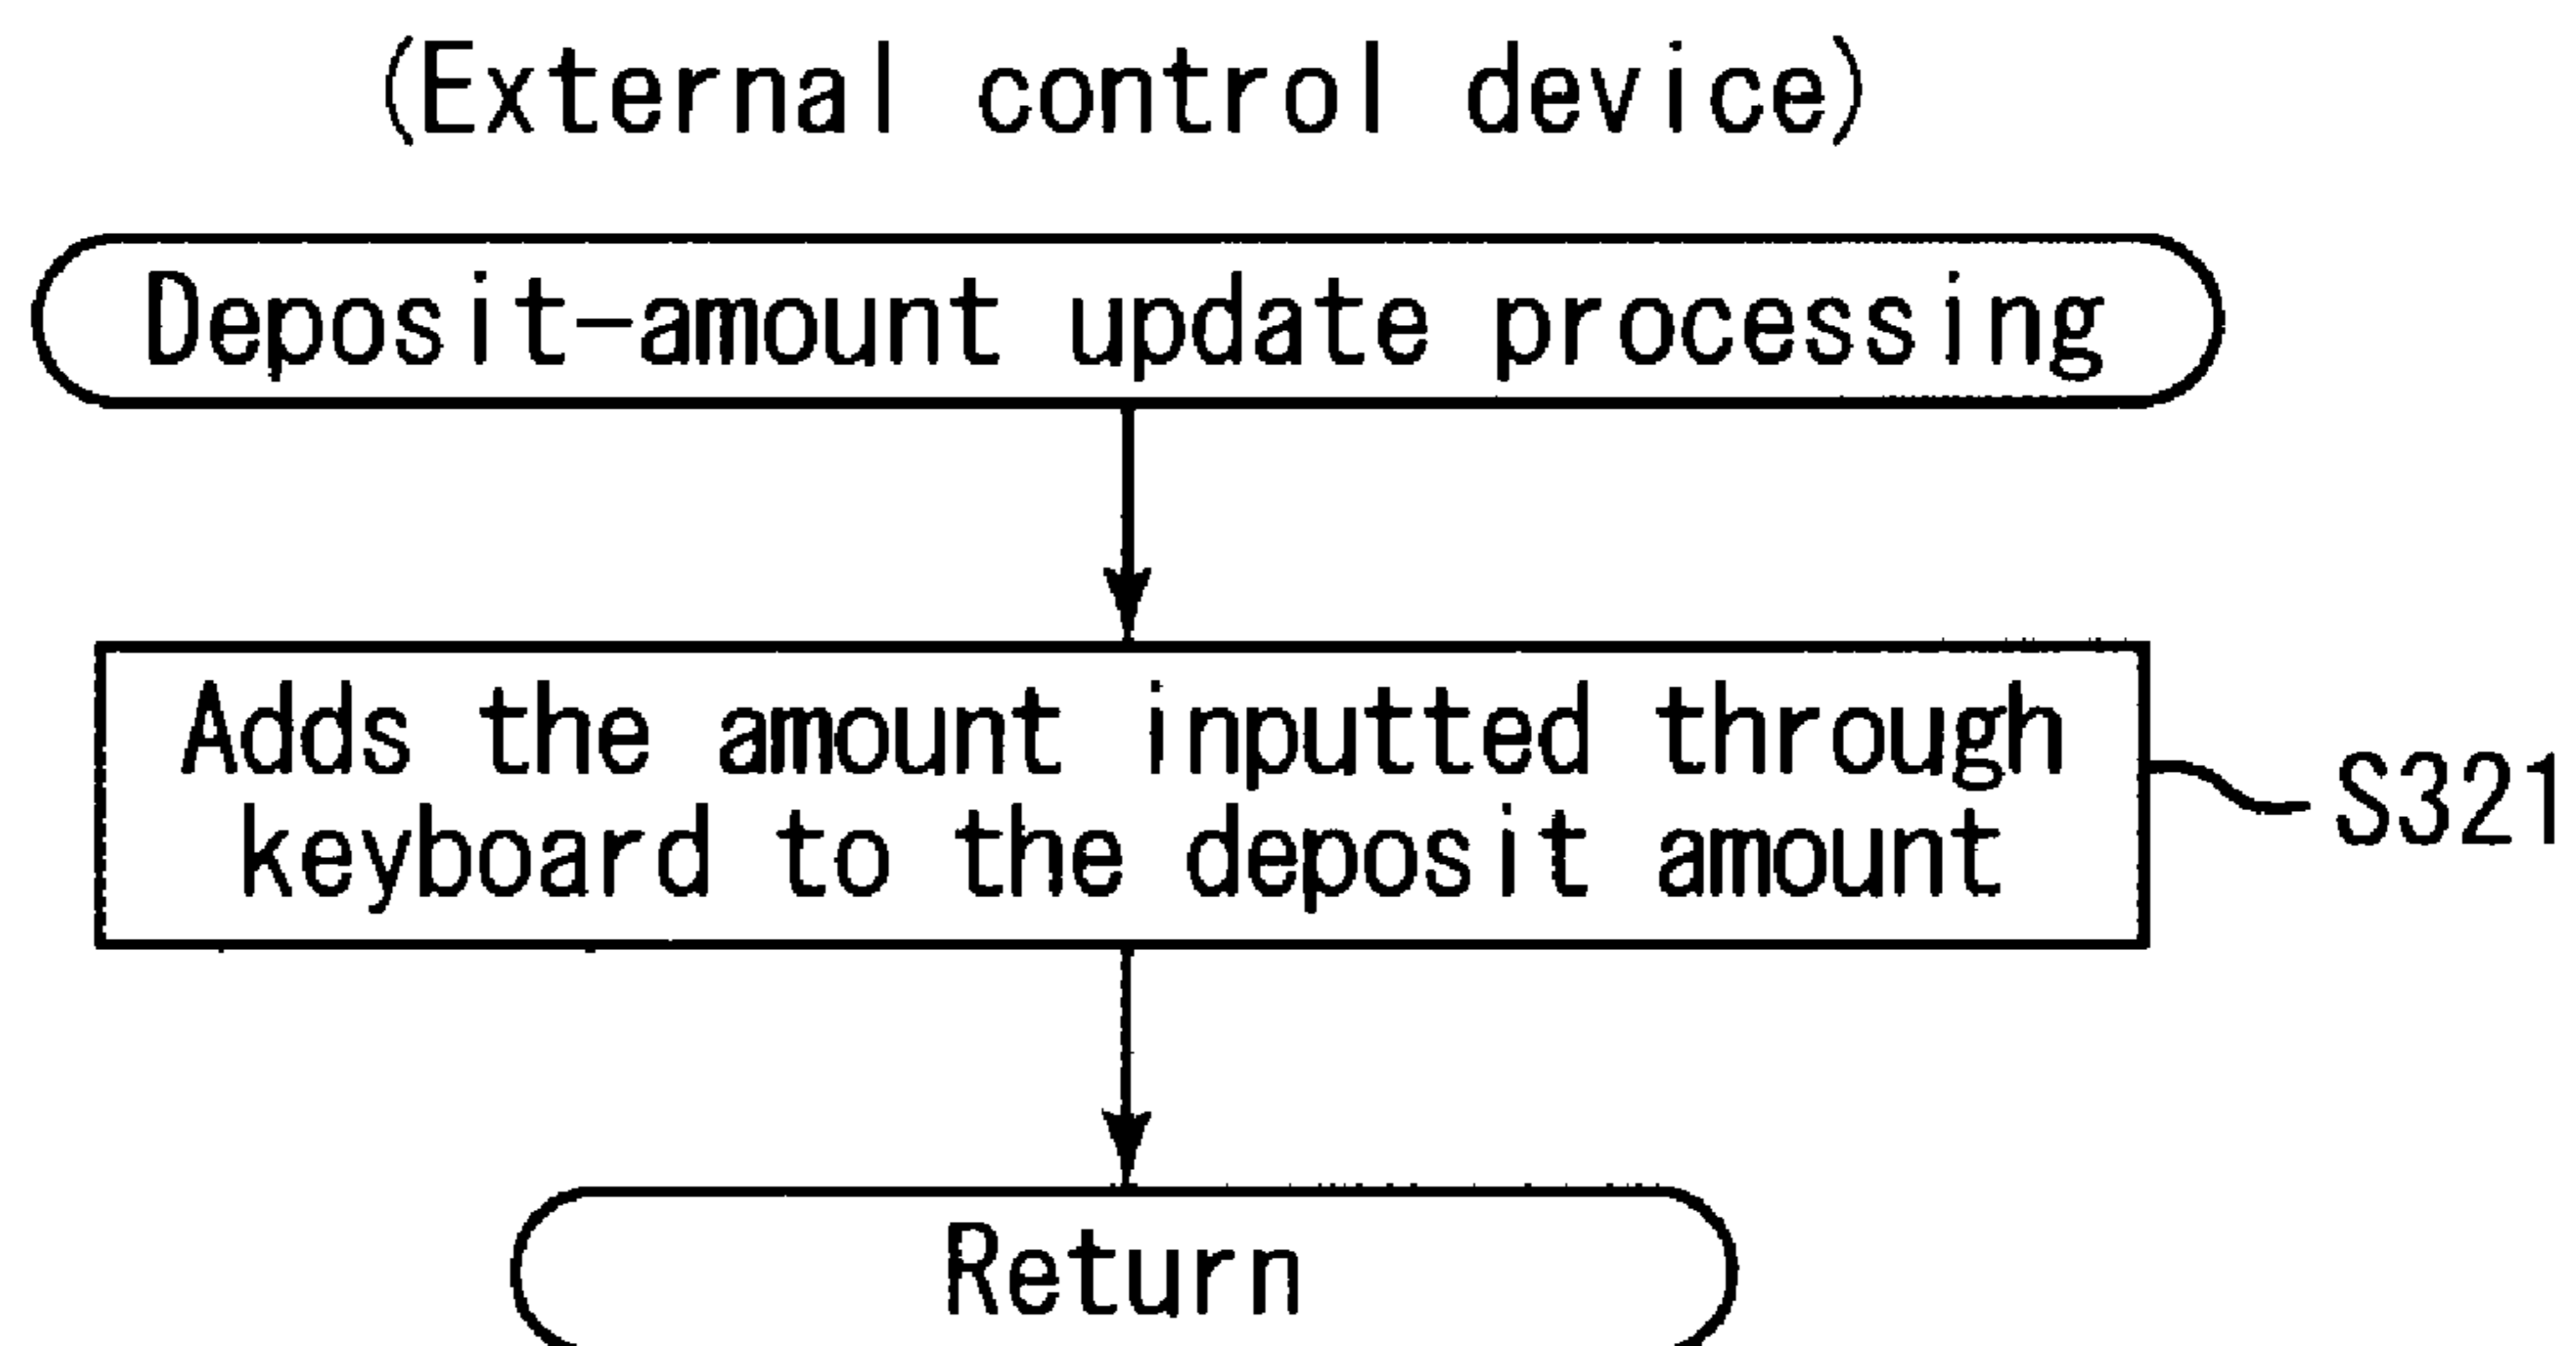 (External control device)
Deposit-amount update processing
Adds the amount inputted through
keyboard to the deposit amount
S321
Return